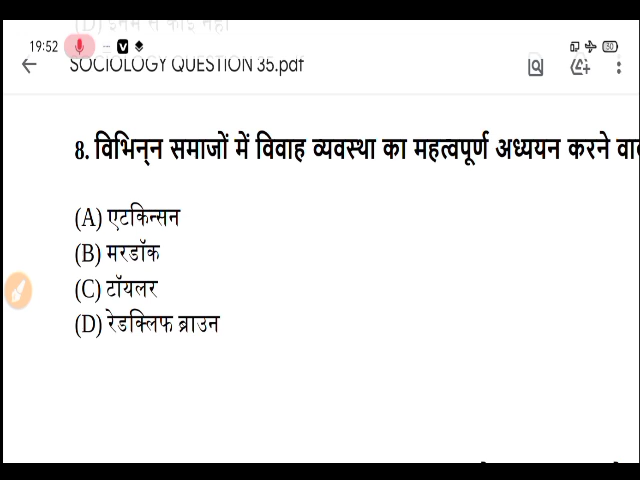 19:52
30
SOCIOLOGY QUESTION 35.pdf
8. विभिन्न समाजों में विवाह व्यवस्था का महत्वपूर्ण अध्ययन करने
(A) एटकिन्सन
(B) मरडॉक
(C) टॉयलर
(D) रेडक्लिफ ब्राउन